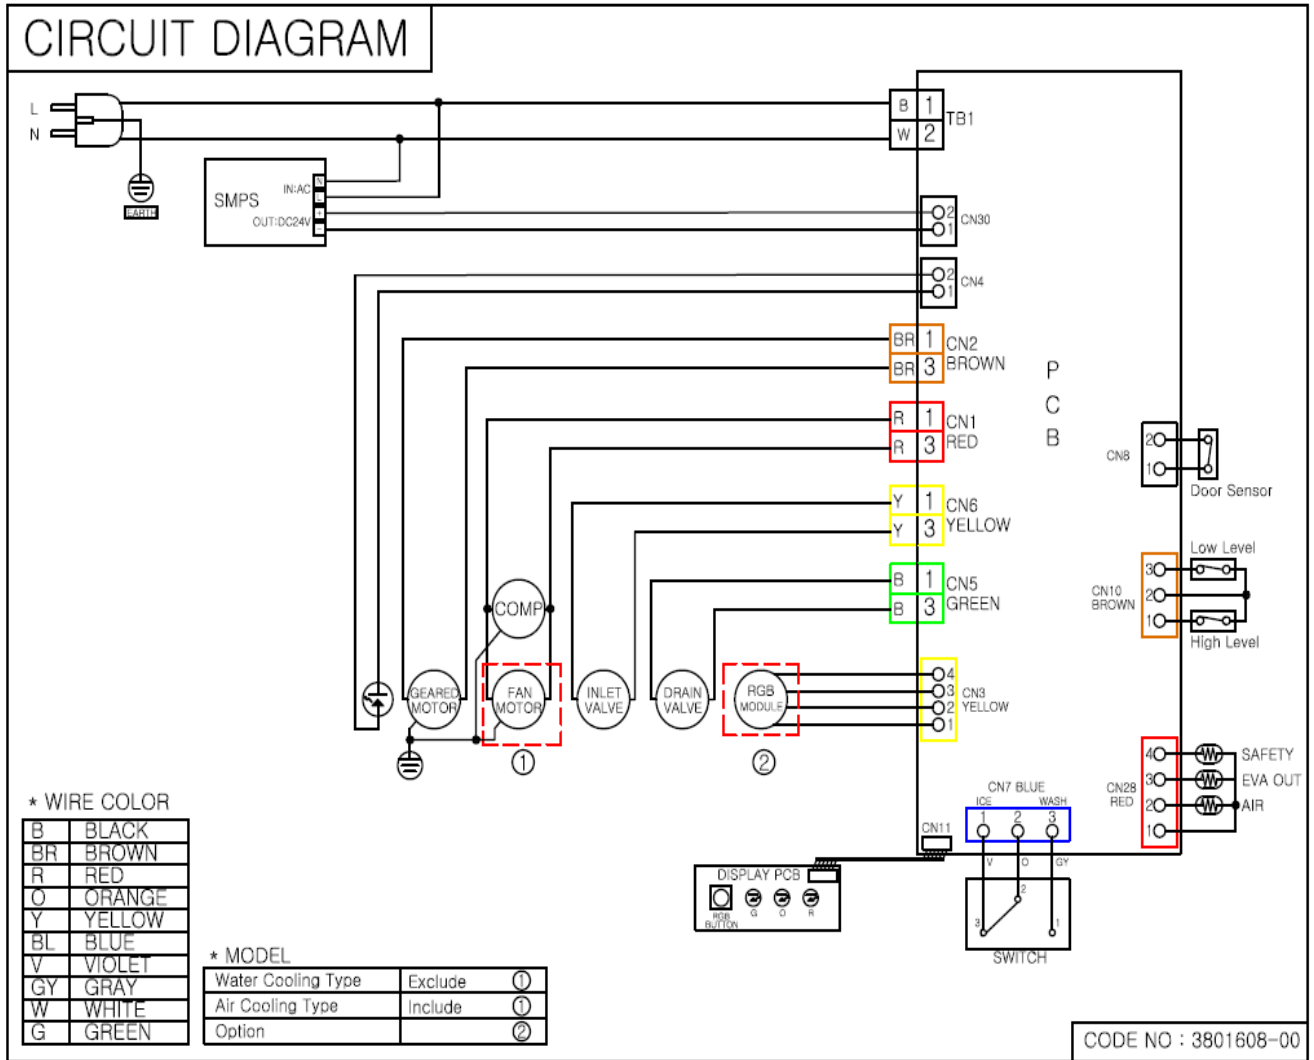 CIRCUIT DIAGRAM
L
N
EARTH
SMPS
IN:AC
OUT:DC24V
N
L
+
−
B 1
W 2
TB1
2
1
CN30
2
1
CN4
BR 1
BR 3
CN2
BROWN
R 1
R 3
CN1
RED
Y 1
Y 3
CN6
YELLOW
B 1
B 3
CN5
GREEN
4
3
2
1
CN3
YELLOW
P
C
B
CN8
2
1
Door Sensor
CN10
BROWN
3
2
1
Low Level
High Level
CN28
RED
4
3
2
1
SAFETY
EVA OUT
AIR
COMP
GEARED
MOTOR
FAN
MOTOR
INLET
VALVE
DRAIN
VALVE
RGB
MODULE
①
②
CN7 BLUE
ICE WASH
1 2 3
V O GY
2
3 1
SWITCH
CN11
DISPLAY PCB
RGB
BUTTON
G O R
* WIRE COLOR
B BLACK
BR BROWN
R RED
O ORANGE
Y YELLOW
BL BLUE
V VIOLET
GY GRAY
W WHITE
G GREEN
* MODEL
Water Cooling Type Exclude ①
Air Cooling Type Include ①
Option ②
CODE NO : 3801608-00